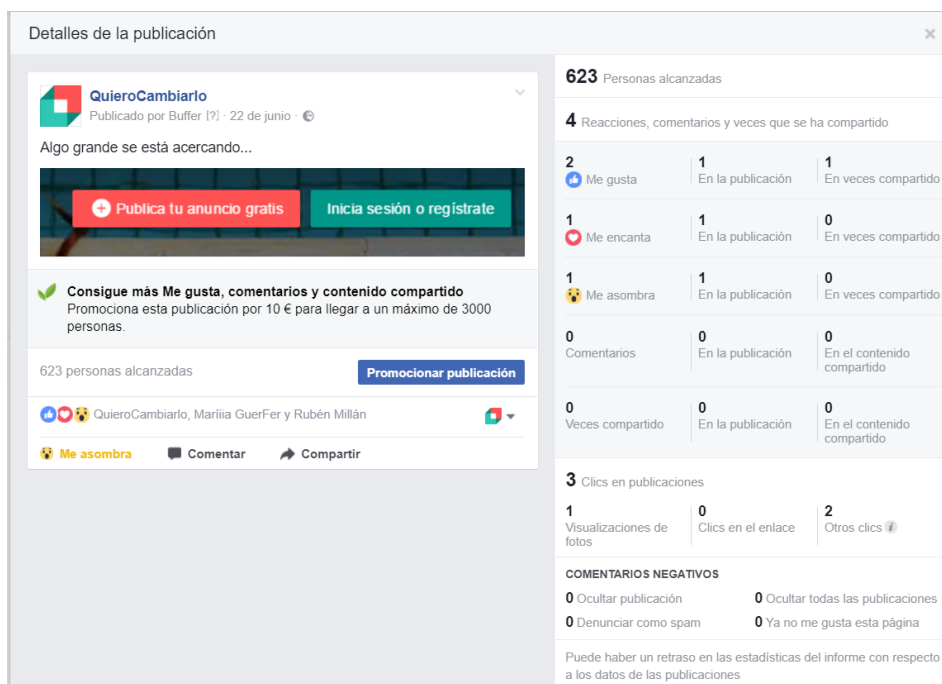 Detalles de la publicación
×
QuieroCambiarlo
Publicado por Buffer [?] · 22 de junio ·
Algo grande se está acercando...
Publica tu anuncio gratis
Inicia sesión o regístrate
Consigue más Me gusta, comentarios y contenido compartido
Promociona esta publicación por 10 € para llegar a un máximo de 3000
personas.
623 personas alcanzadas
Promocionar publicación
QuieroCambiarlo, Maríiia GuerFer y Rubén Millán
Me asombra Comentar Compartir
623 Personas alcanzadas
4 Reacciones, comentarios y veces que se ha compartido
2 1 1
Me gusta En la publicación En veces compartido
1 1 0
Me encanta En la publicación En veces compartido
1 1 0
Me asombra En la publicación En veces compartido
0 0 0
Comentarios En la publicación En el contenido
compartido
0 0 0
Veces compartido En la publicación En el contenido
compartido
3 Clics en publicaciones
1 0 2
Visualizaciones de Clics en el enlace Otros clics i
fotos
COMENTARIOS NEGATIVOS
0 Ocultar publicación 0 Ocultar todas las publicaciones
0 Denunciar como spam 0 Ya no me gusta esta página
Puede haber un retraso en las estadísticas del informe con respecto
a los datos de las publicaciones